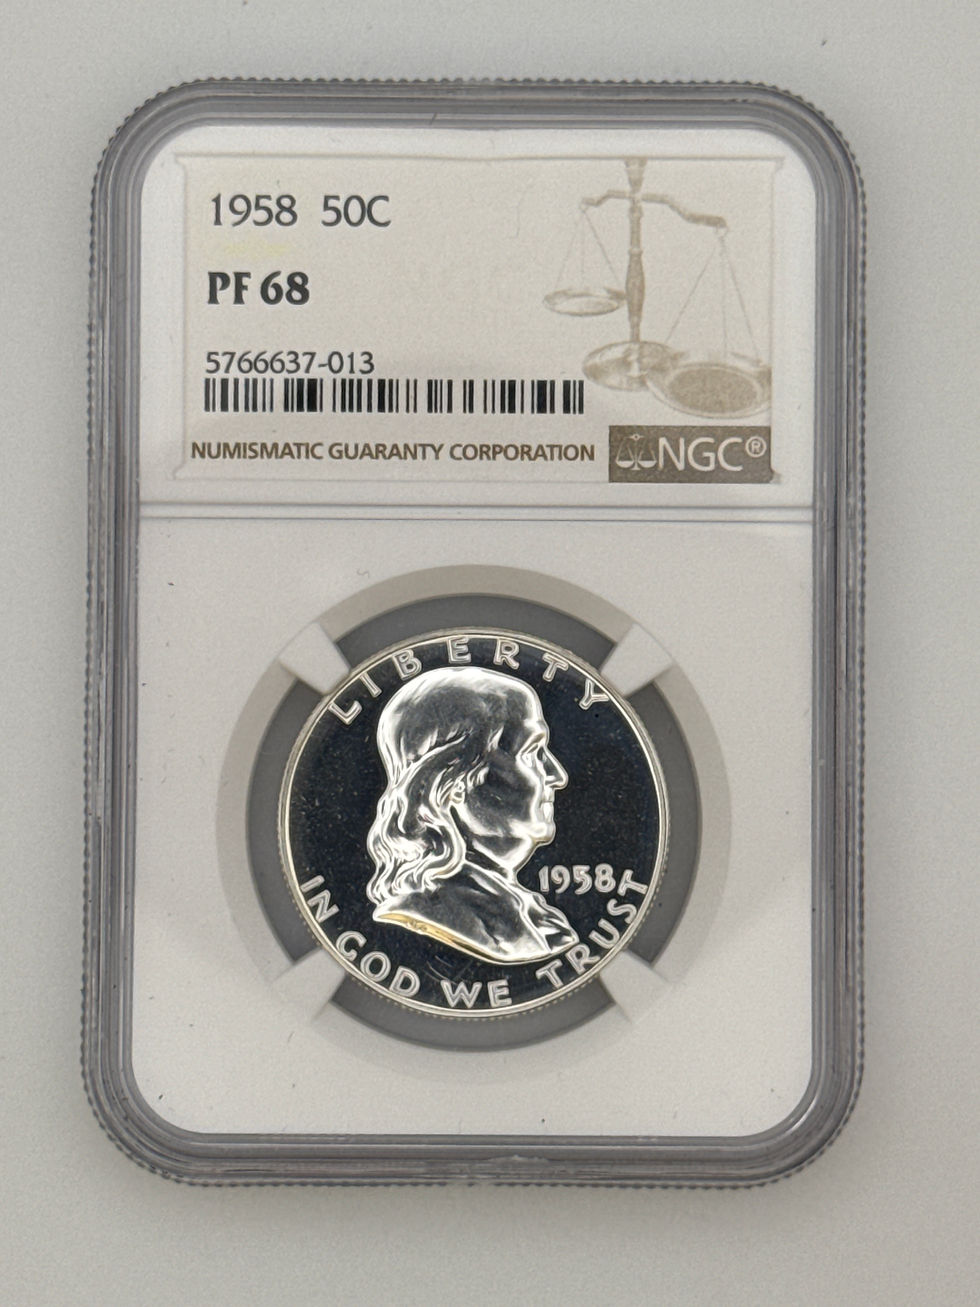 1958 50C
PF 68
5766637-013
NUMISMATIC GUARANTY CORPORATION
NGC®
LIBERTY
1958
IN GOD WE TRUST